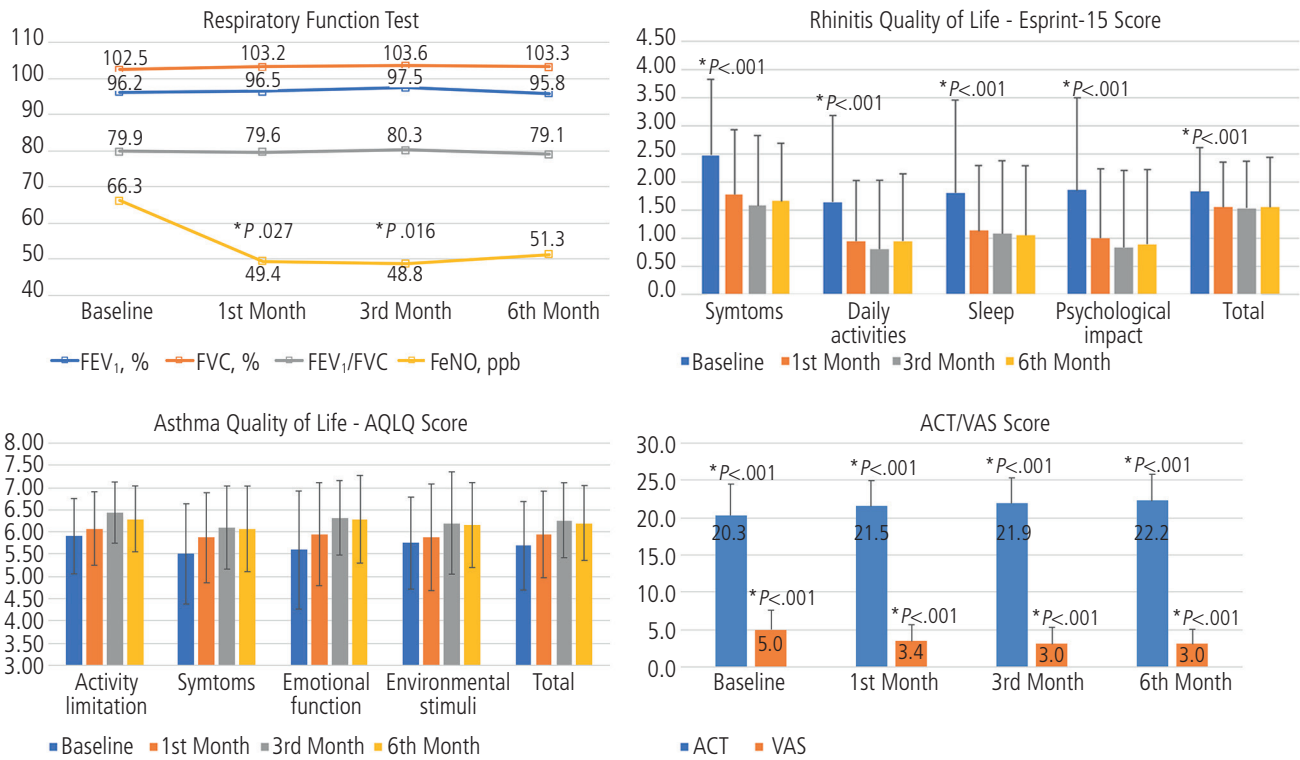 Respiratory Function Test
110
100
90
80
70
60
50
40
102.5 103.2 103.6 103.3
96.2 96.5 97.5 95.8
79.9 79.6 80.3 79.1
66.3
*P.027 *P.016
49.4 48.8 51.3
Baseline 1st Month 3rd Month 6th Month
FEV₁, % FVC, % FEV₁/FVC FeNO, ppb
Rhinitis Quality of Life - Esprint-15 Score
4.50
4.00
3.50
3.00
2.50
2.00
1.50
1.00
0.50
0.0
*P<.001 *P<.001 *P<.001 *P<.001 *P<.001
Symtoms Daily activities Sleep Psychological impact Total
Baseline 1st Month 3rd Month 6th Month
Asthma Quality of Life - AQLQ Score
8.00
7.50
7.00
6.50
6.00
5.50
5.00
4.50
4.00
3.50
3.00
Activity limitation Symtoms Emotional function Environmental stimuli Total
Baseline 1st Month 3rd Month 6th Month
ACT/VAS Score
30.0
25.0
20.0
15.0
10.0
5.0
0.0
*P<.001 *P<.001 *P<.001 *P<.001
20.3 21.5 21.9 22.2
*P<.001 *P<.001 *P<.001 *P<.001
5.0 3.4 3.0 3.0
Baseline 1st Month 3rd Month 6th Month
ACT VAS